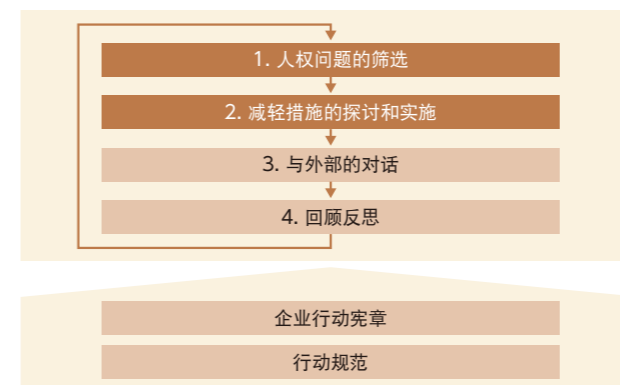 1. 人权问题的筛选
2. 减轻措施的探讨和实施
3. 与外部的对话
4. 回顾反思
企业行动宪章
行动规范